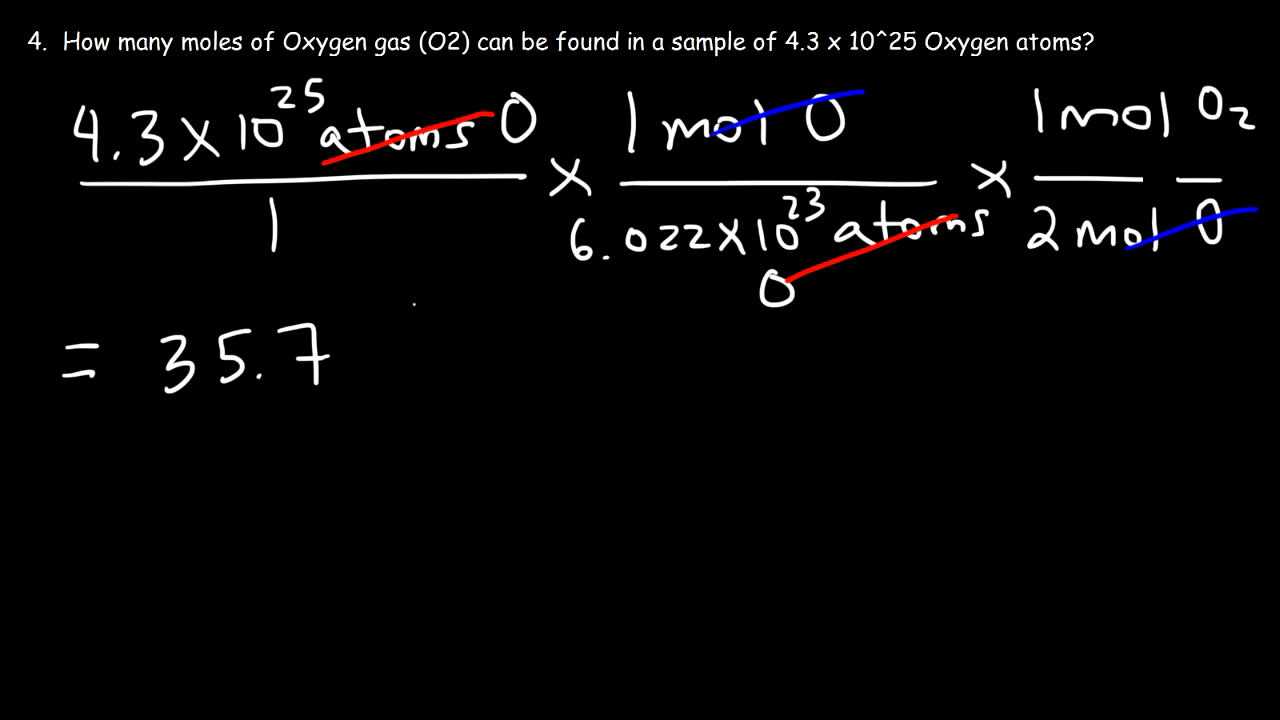 4. How many moles of Oxygen gas (O2) can be found in a sample of 4.3 x 10^25 Oxygen atoms?
4.3 x 10^25 atoms O / 1 x 1 mol O / 6.022 x 10^23 atoms O x 1 mol O2 / 2 mol O
= 35.7